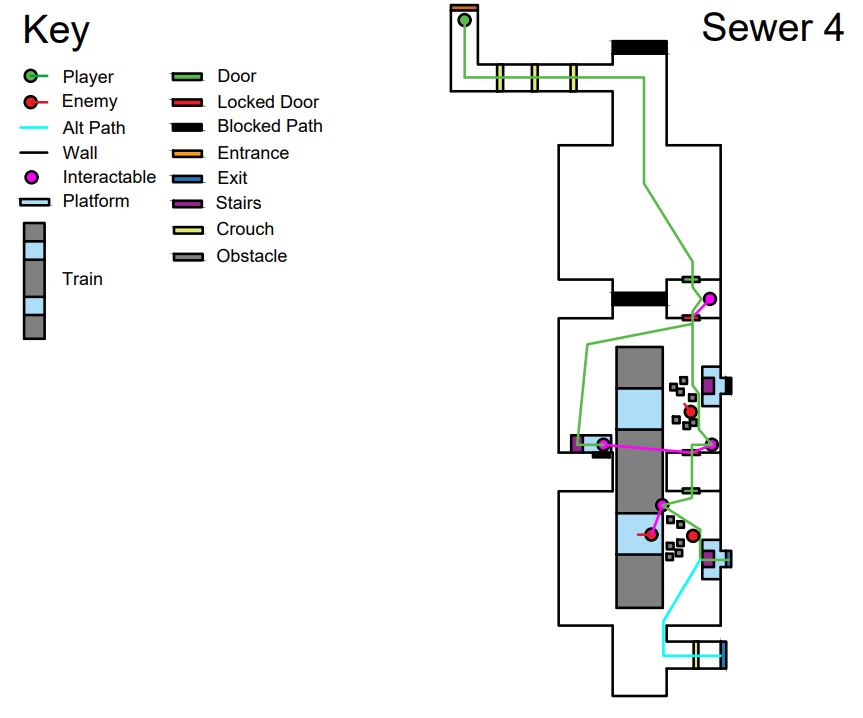 Key
Sewer 4
Player
Enemy
Alt Path
Wall
Interactable
Platform
Train
Door
Locked Door
Blocked Path
Entrance
Exit
Stairs
Crouch
Obstacle